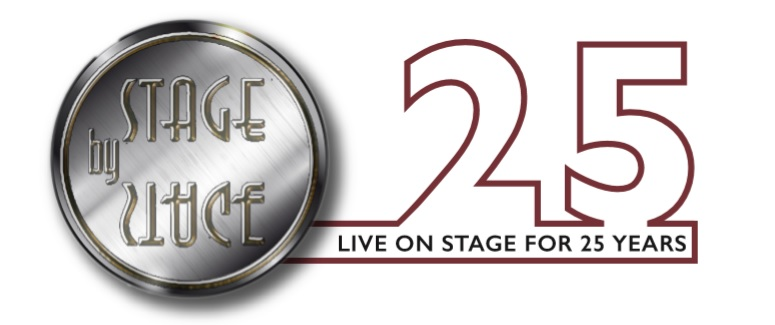 STAGE
by
STAGE
25
LIVE ON STAGE FOR 25 YEARS